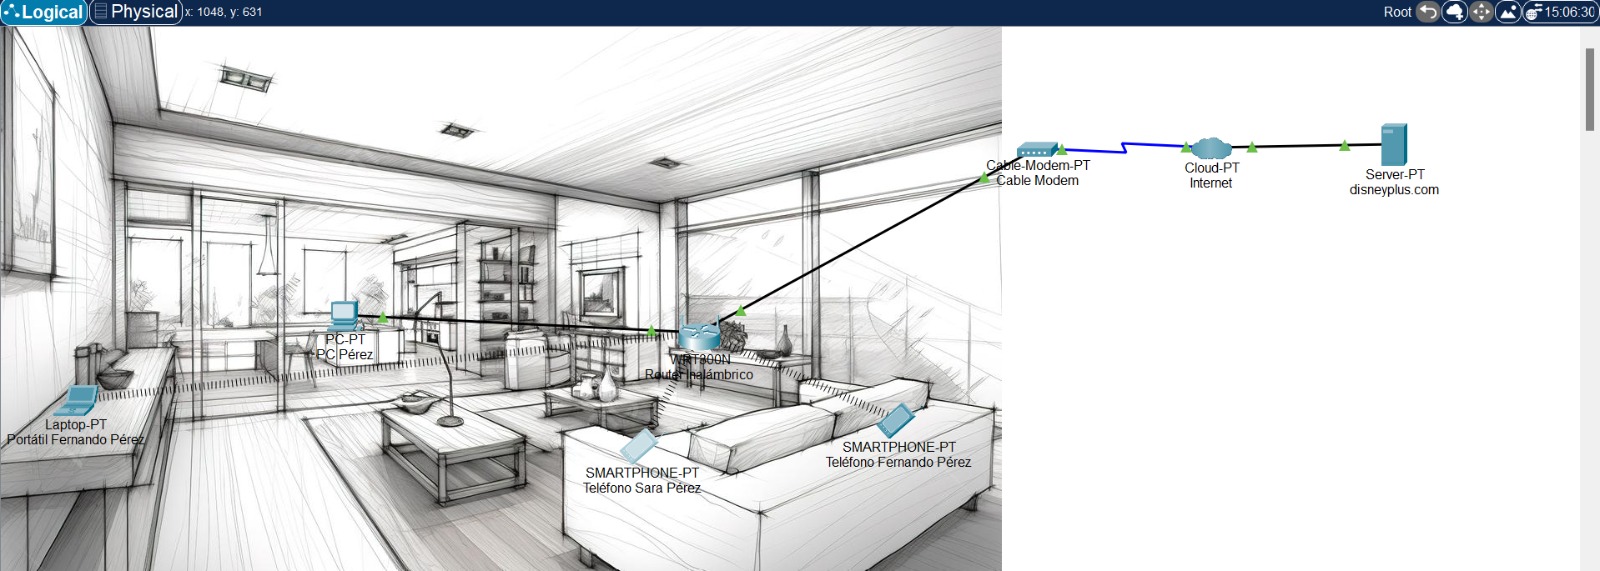 Logical
Physical
x: 1048, y: 631
Root
15:06:30
Cable-Modem-PT
Cable Modem
Cloud-PT
Internet
Server-PT
disneyplus.com
PC-PT
PC Pérez
WRT300N
Router Inalámbrico
Laptop-PT
Portátil Fernando Pérez
SMARTPHONE-PT
Teléfono Sara Pérez
SMARTPHONE-PT
Teléfono Fernando Pérez